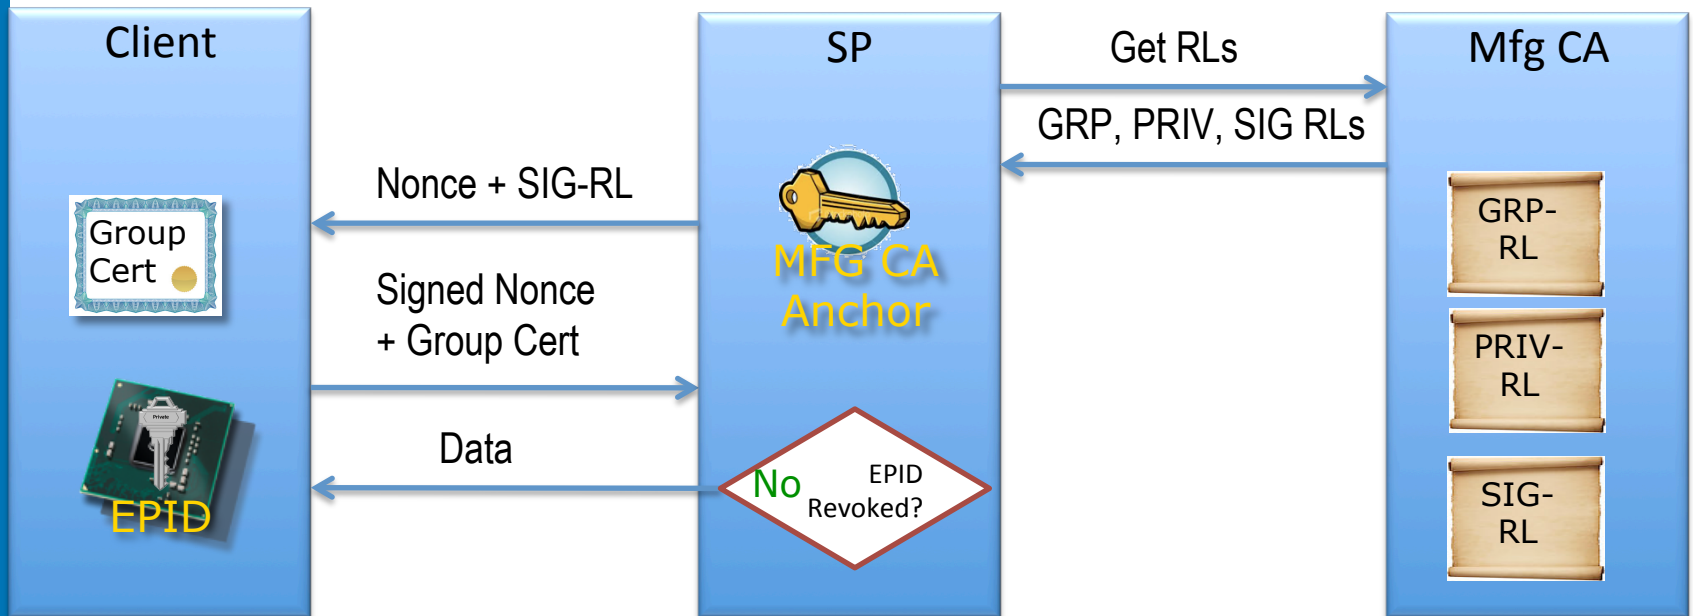 Client
SP
Mfg CA
Get RLs
GRP, PRIV, SIG RLs
Nonce + SIG-RL
Group
Cert
MFG CA
Anchor
Signed Nonce
+ Group Cert
GRP-
RL
PRIV-
RL
SIG-
RL
Private
EPID
Data
No
EPID
Revoked?